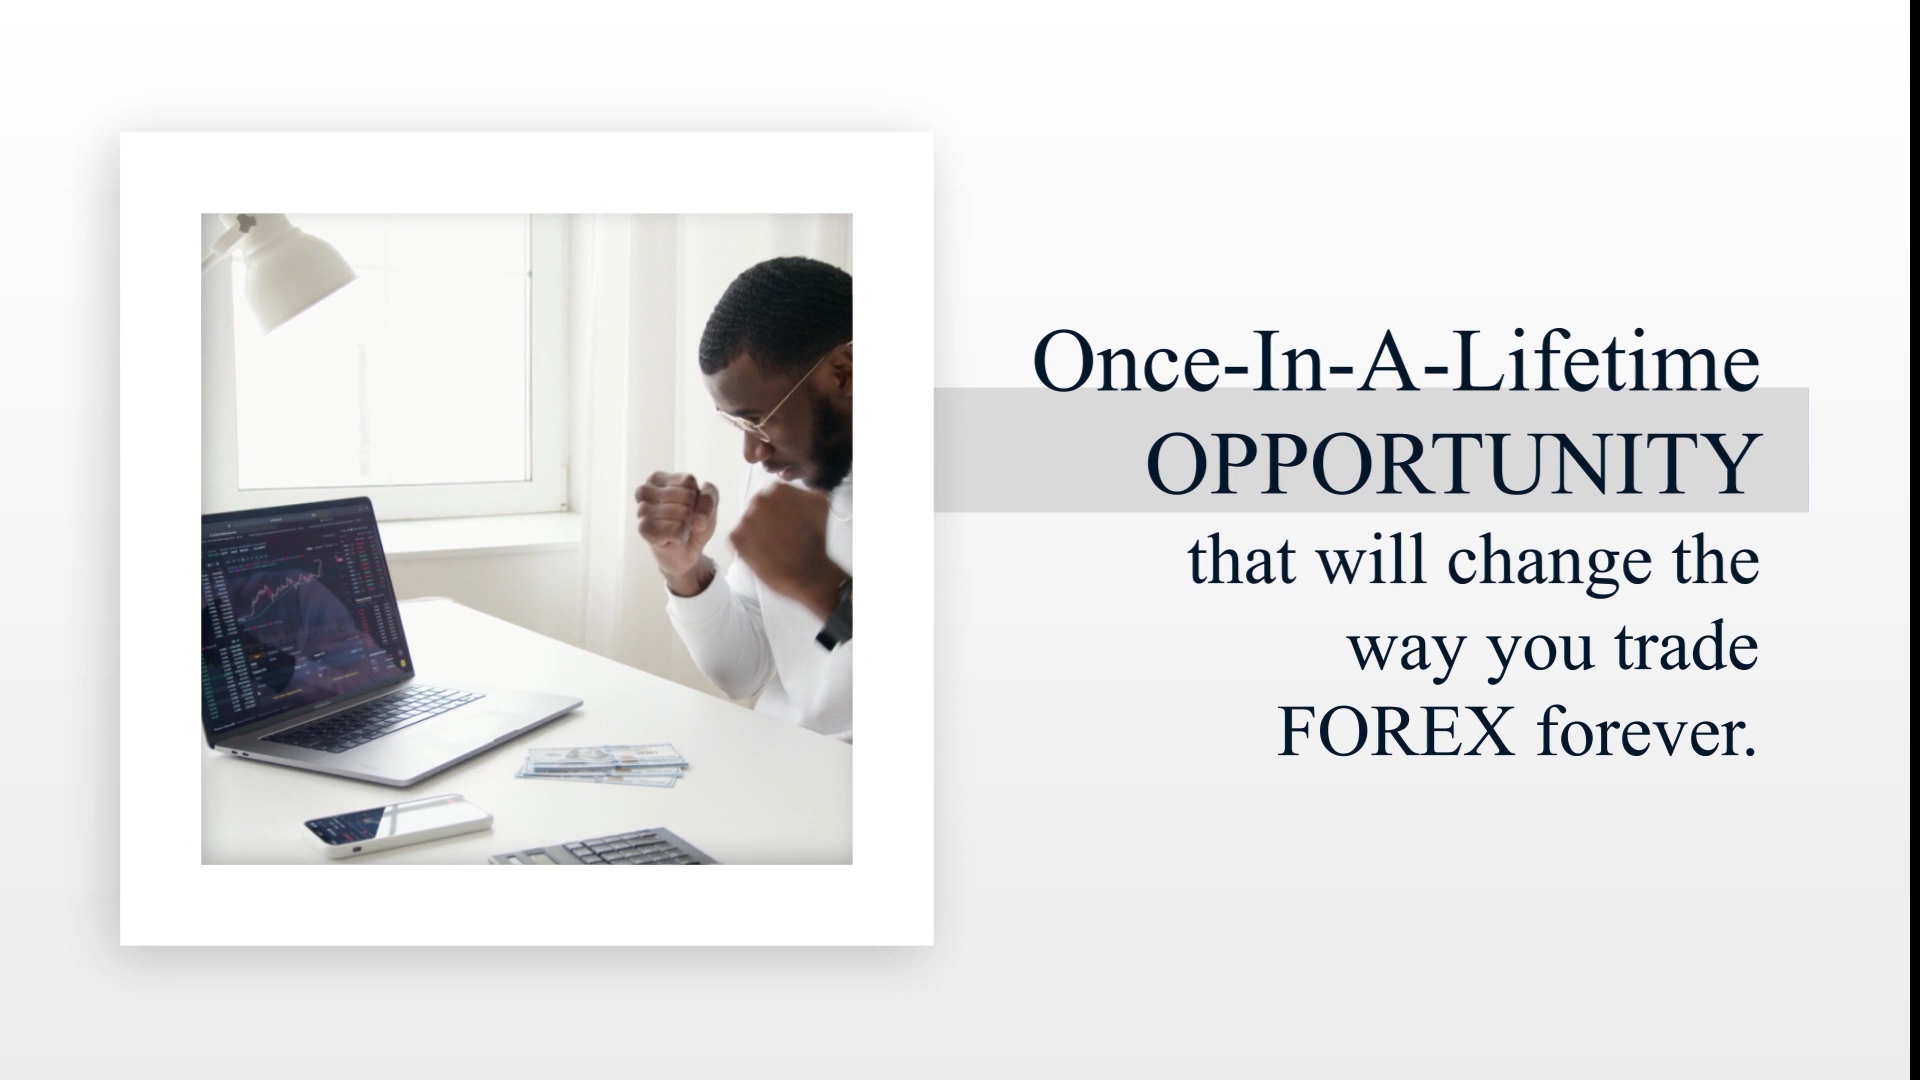 Once-In-A-Lifetime
OPPORTUNITY
that will change the
way you trade
FOREX forever.